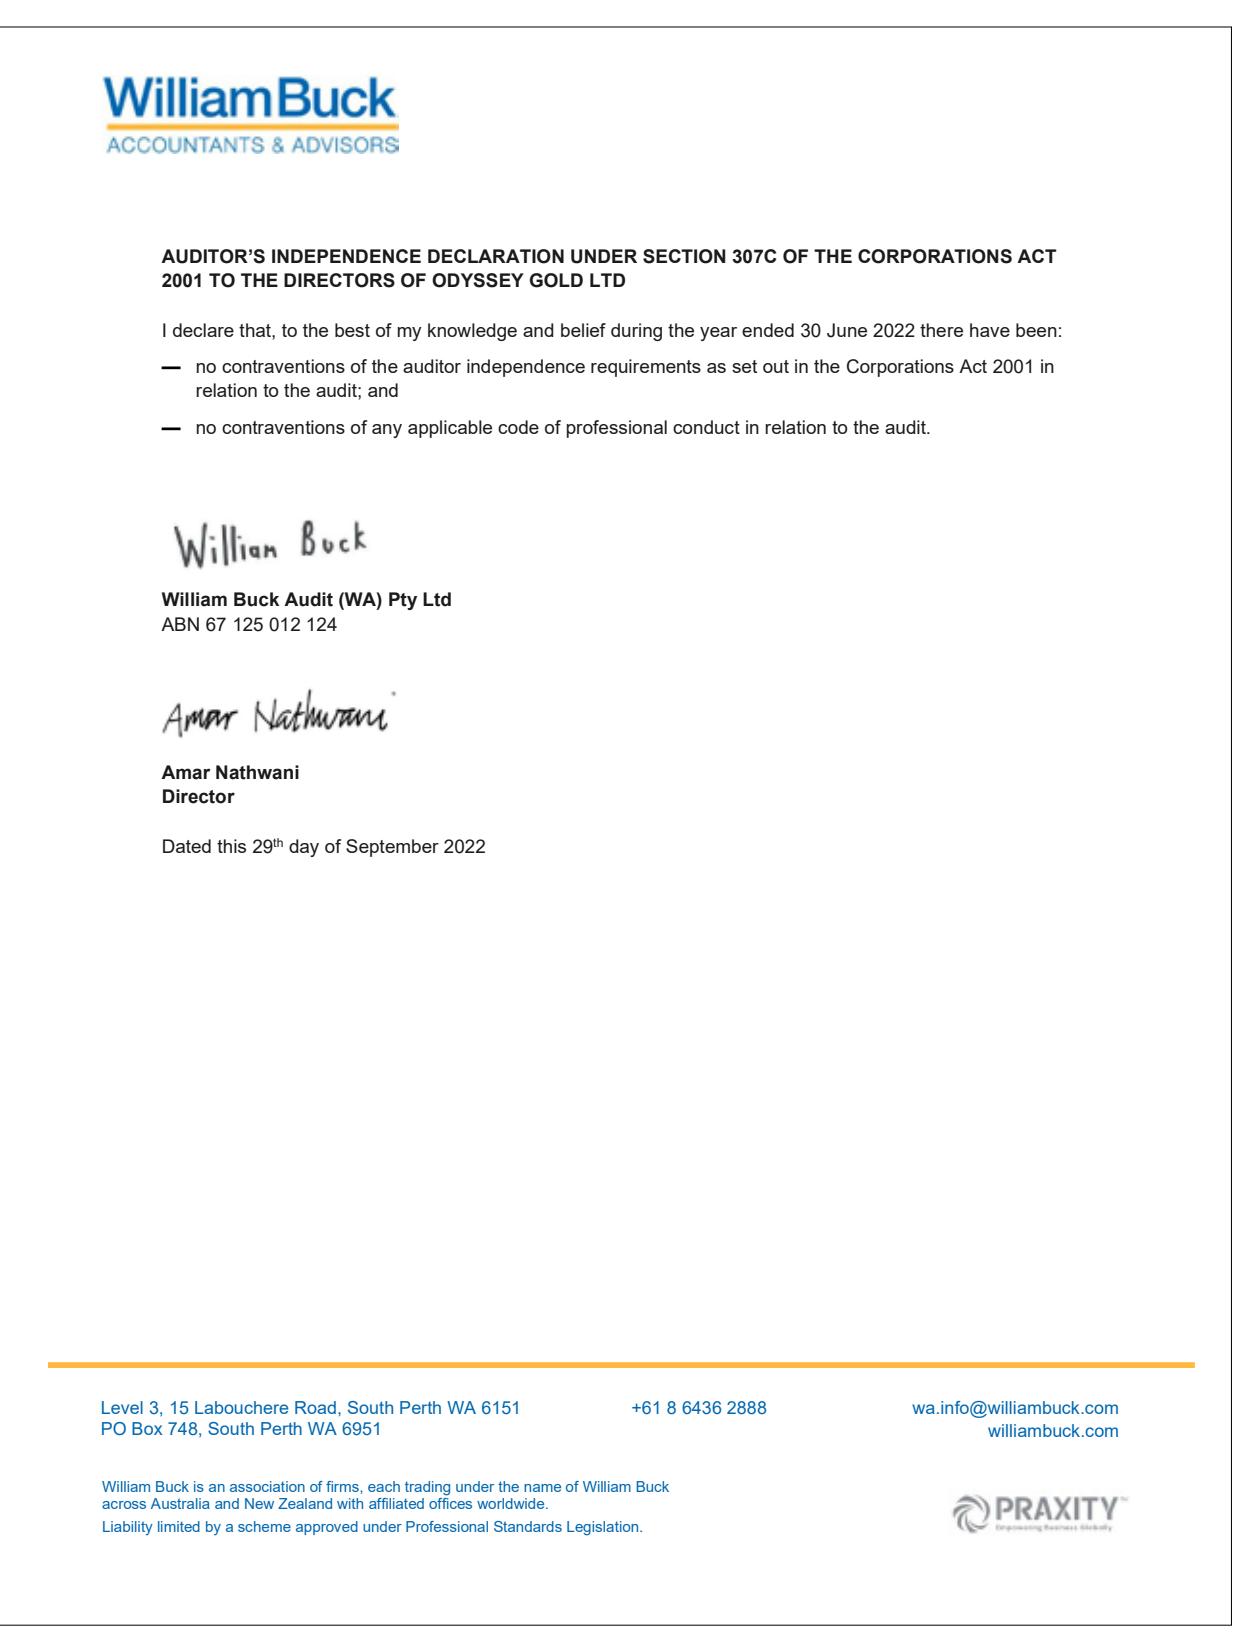 WilliamBuck
ACCOUNTANTS & ADVISORS
AUDITOR’S INDEPENDENCE DECLARATION UNDER SECTION 307C OF THE CORPORATIONS ACT
2001 TO THE DIRECTORS OF ODYSSEY GOLD LTD
I declare that, to the best of my knowledge and belief during the year ended 30 June 2022 there have been:
— no contraventions of the auditor independence requirements as set out in the Corporations Act 2001 in
relation to the audit; and
— no contraventions of any applicable code of professional conduct in relation to the audit.
William Buck
William Buck Audit (WA) Pty Ltd
ABN 67 125 012 124
Amar Nathwani
Amar Nathwani
Director
Dated this 29th day of September 2022
Level 3, 15 Labouchere Road, South Perth WA 6151
PO Box 748, South Perth WA 6951
+61 8 6436 2888
wa.info@williambuck.com
williambuck.com
William Buck is an association of firms, each trading under the name of William Buck
across Australia and New Zealand with affiliated offices worldwide.
Liability limited by a scheme approved under Professional Standards Legislation.
PRAXITY™
Empowering Business Globally